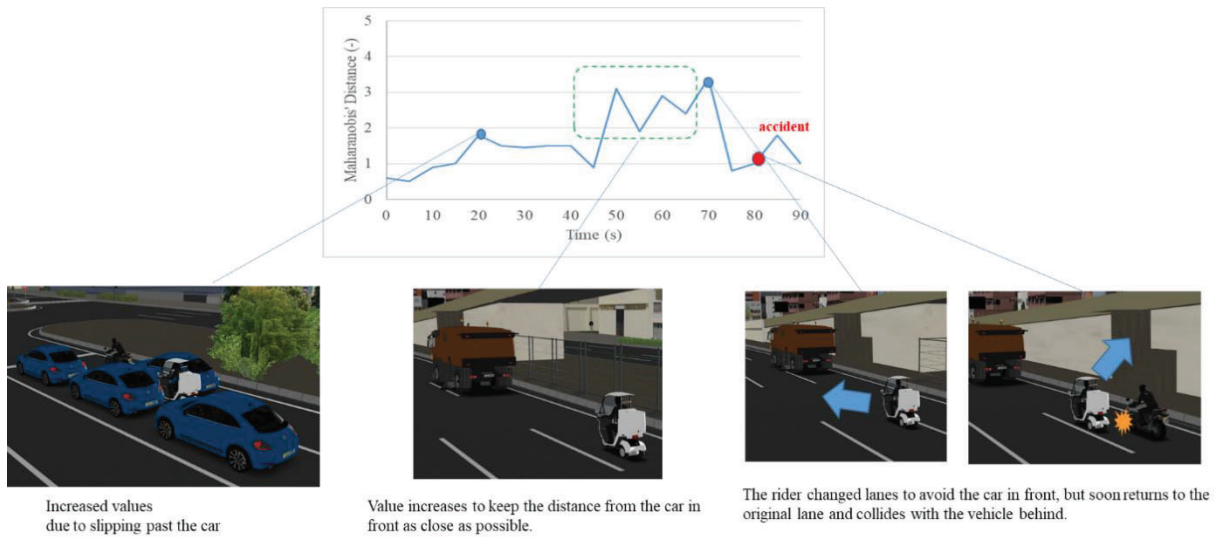 5
4
3
2
1
0
Maharanobis' Distance (-)
accident
0 10 20 30 40 50 60 70 80 90
Time (s)
Increased values
due to slipping past the car
Value increases to keep the distance from the car in
front as close as possible.
The rider changed lanes to avoid the car in front, but soon returns to the
original lane and collides with the vehicle behind.